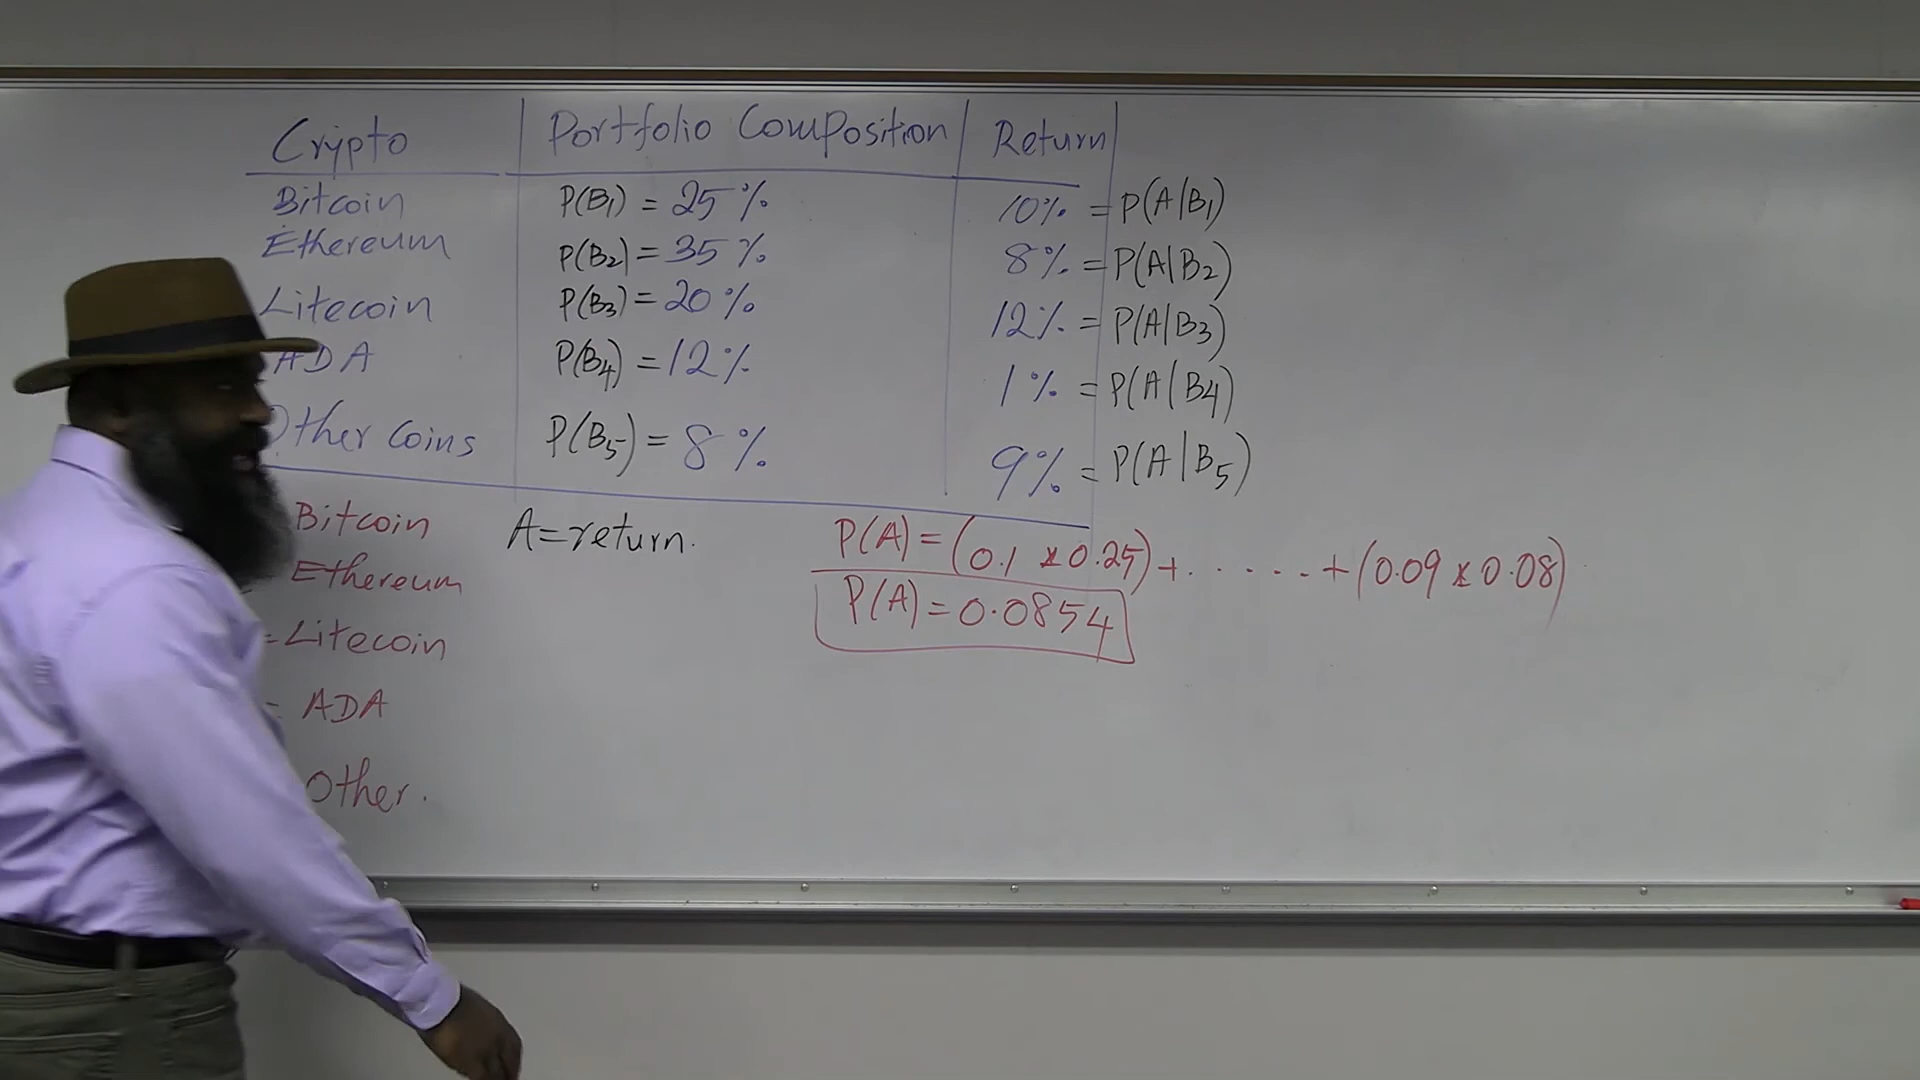 Crypto Portfolio Composition Return
Bitcoin P(B1) = 25% 10% = P(A|B1)
Ethereum P(B2) = 35% 8% = P(A|B2)
Litecoin P(B3) = 20% 12% = P(A|B3)
ADA P(B4) = 12% 1% = P(A|B4)
Other Coins P(B5) = 8% 9% = P(A|B5)
Bitcoin
Ethereum
= Litecoin
= ADA
Other.
A = return.
P(A) = (0.1 * 0.25) + . . . . . + (0.09 * 0.08)
P(A) = 0.0854